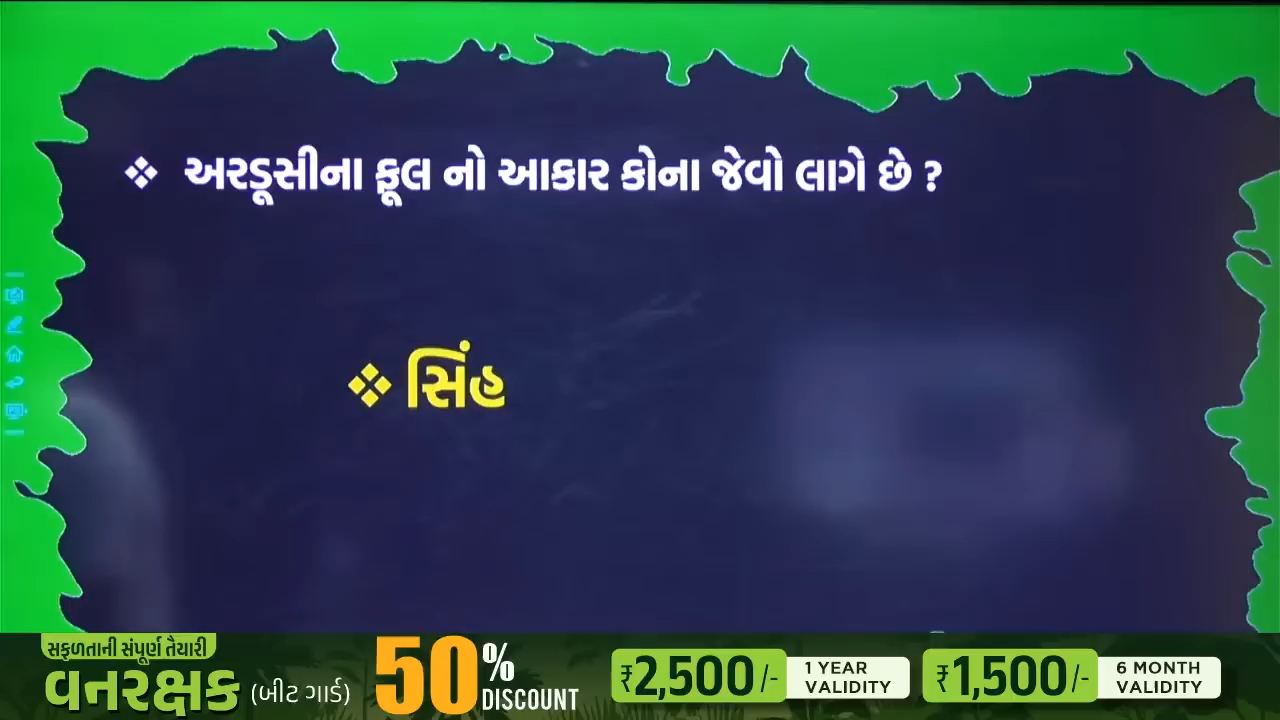 ❖ અરડૂસીના ફૂલ નો આકાર કોના જેવો લાગે છે ?
❖ સિંહ
સફળતાની સંપૂર્ણ તૈયારી
વનરક્ષક (બીટ ગાર્ડ)
50% DISCOUNT
₹2,500/- 1 YEAR VALIDITY
₹1,500/- 6 MONTH VALIDITY